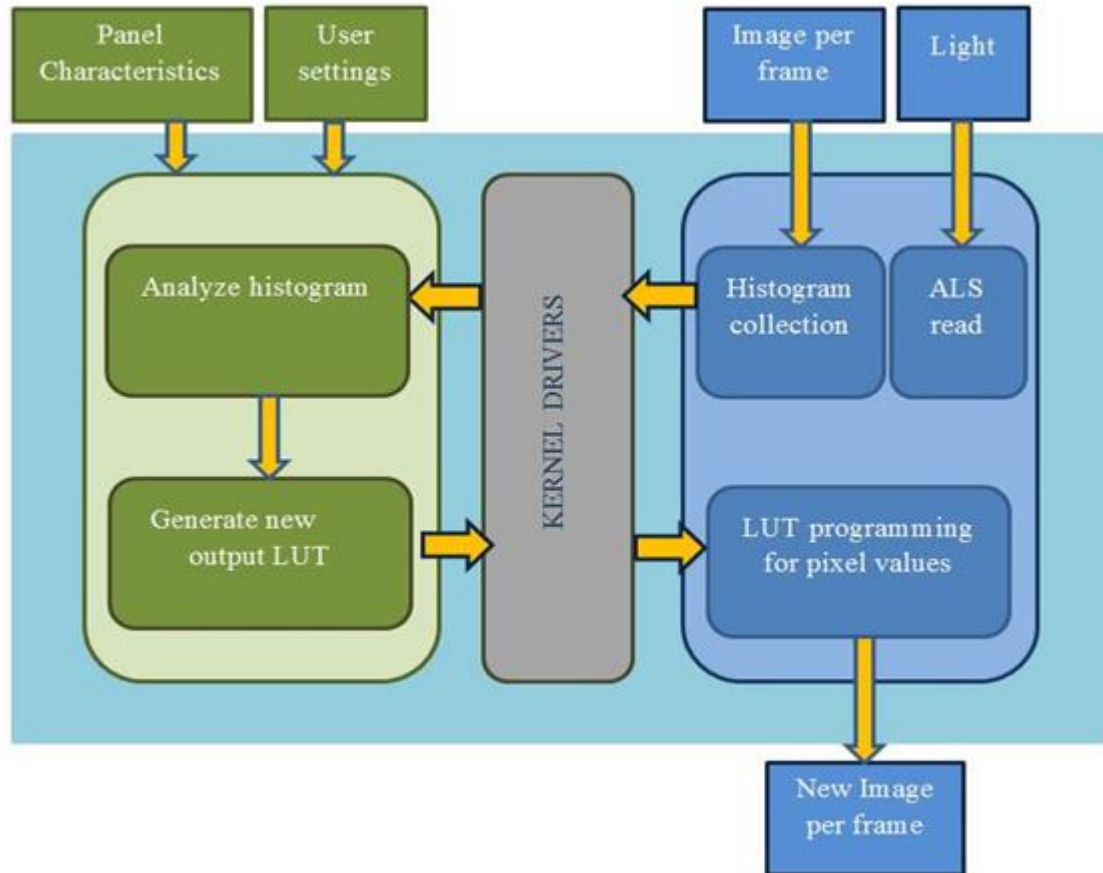 Panel
Characteristics
User
settings
Image per
frame
Light
Analyze histogram
KERNEL DRIVERS
Histogram
collection
ALS
read
Generate new
output LUT
LUT programming
for pixel values
New Image
per frame